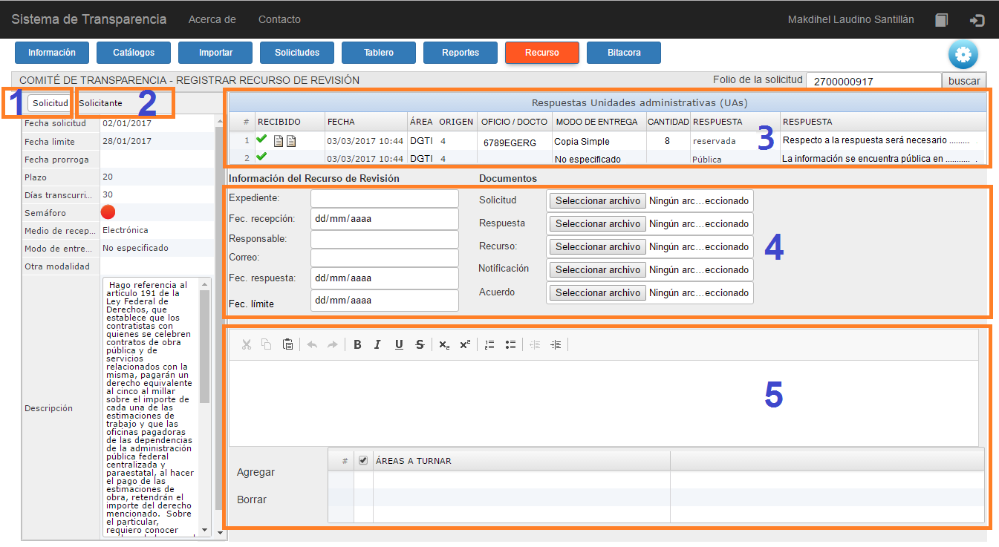 Sistema de Transparencia Acerca de Contacto Makdihel Laudino Santillán
Información Catálogos Importar Solicitudes Tablero Reportes Recurso Bitacora
COMITÉ DE TRANSPARENCIA - REGISTRAR RECURSO DE REVISIÓN Folio de la solicitud 2700000917 buscar
1 Solicitud Solicitante 2
Fecha solicitud 02/01/2017
Fecha limite 28/01/2017
Fecha prorroga
Plazo 20
Días transcurri... 30
Semáforo
Medio de recep... Electrónica
Modo de entre... No especificado
Otra modalidad
Descripción
Hago referencia al
artículo 191 de la
Ley Federal de
Derechos, que
establece que los
contratistas con
quienes se celebren
contratos de obra
pública y de
servicios
relacionados con la
misma, pagarán un
derecho equivalente
al cinco al millar
sobre el importe de
cada una de las
estimaciones de
trabajo y que las
oficinas pagadoras
de las dependencias
de la administración
pública federal
centralizada y
paraestatal, al hacer
el pago de las
estimaciones de
obra, retendrán el
importe del derecho
mencionado. Sobre
el particular,
requiero conocer
Respuestas Unidades administrativas (UAs)
# RECIBIDO FECHA ÁREA ORIGEN OFICIO / DOCTO MODO DE ENTREGA CANTIDAD RESPUESTA RESPUESTA
1 03/03/2017 10:44 DGTI 4 6789EGERG Copia Simple 8 reservada Respecto a la respuesta será necesario ......... .
2 03/03/2017 10:44 DGTI 4 No especificado Pública La información se encuentra pública en ........... .
3
Información del Recurso de Revisión Documentos
Expediente: Solicitud Seleccionar archivo Ningún arc...eccionado
Fec. recepción: dd/mm/aaaa Respuesta Seleccionar archivo Ningún arc...eccionado
Responsable: Recurso: Seleccionar archivo Ningún arc...eccionado
Correo: Notificación Seleccionar archivo Ningún arc...eccionado
Fec. respuesta: dd/mm/aaaa Acuerdo Seleccionar archivo Ningún arc...eccionado
Fec. límite dd/mm/aaaa
4
B I U S x₂ x²
5
# ÁREAS A TURNAR
Agregar
Borrar